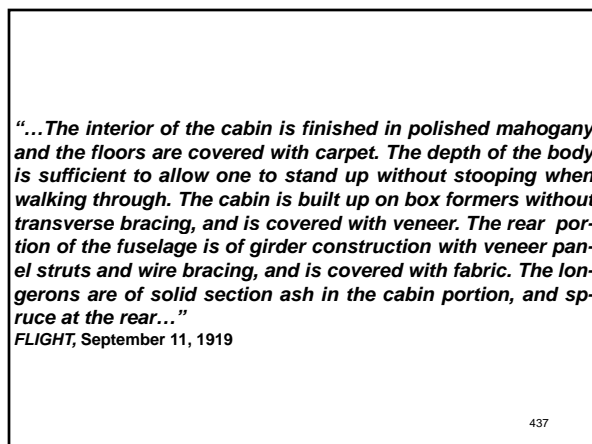 “…The interior of the cabin is finished in polished mahogany
and the floors are covered with carpet. The depth of the body
is sufficient to allow one to stand up without stooping when
walking through. The cabin is built up on box formers without
transverse bracing, and is covered with veneer. The rear por-
tion of the fuselage is of girder construction with veneer pan-
el struts and wire bracing, and is covered with fabric. The lon-
gerons are of solid section ash in the cabin portion, and sp-
ruce at the rear…”
FLIGHT, September 11, 1919
437